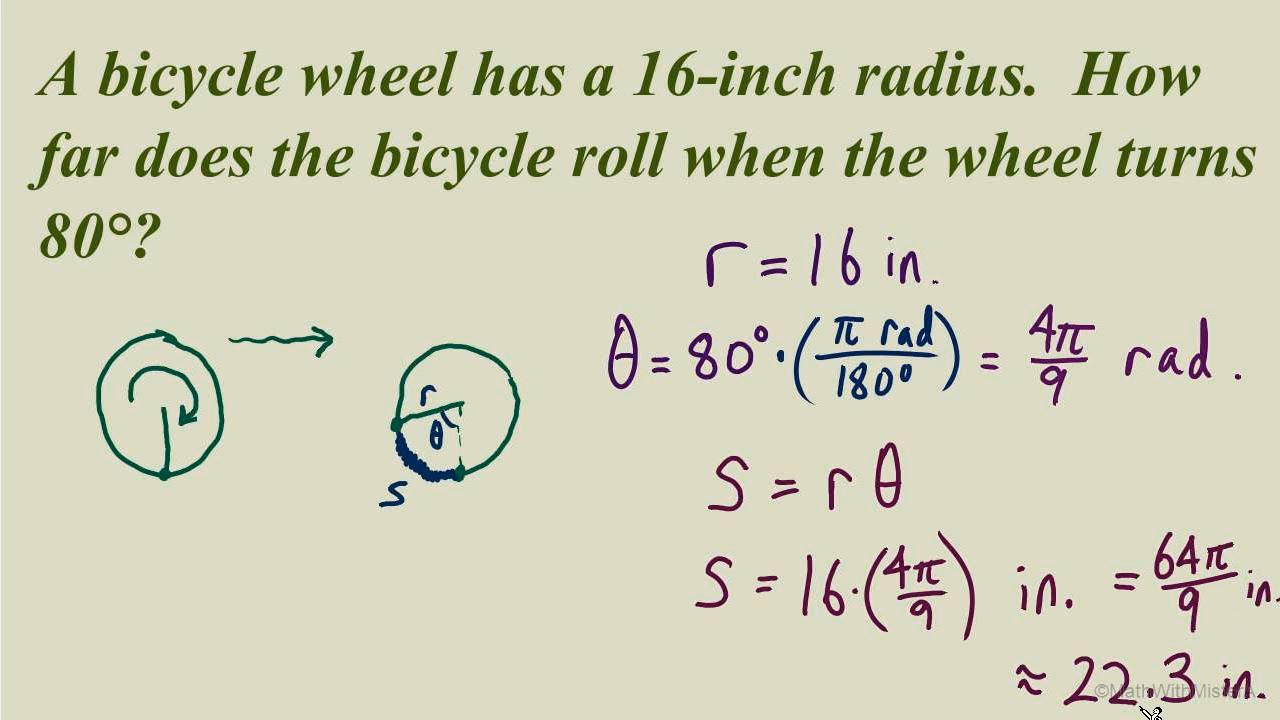 A bicycle wheel has a 16-inch radius. How
far does the bicycle roll when the wheel turns
80°?
r = 16 in.
θ = 80° · (π rad / 180°) = 4π/9 rad.
r
θ
s
S = r θ
S = 16·(4π/9) in. = 64π/9 in.
≈ 22.3 in.
©MathWithMisterA